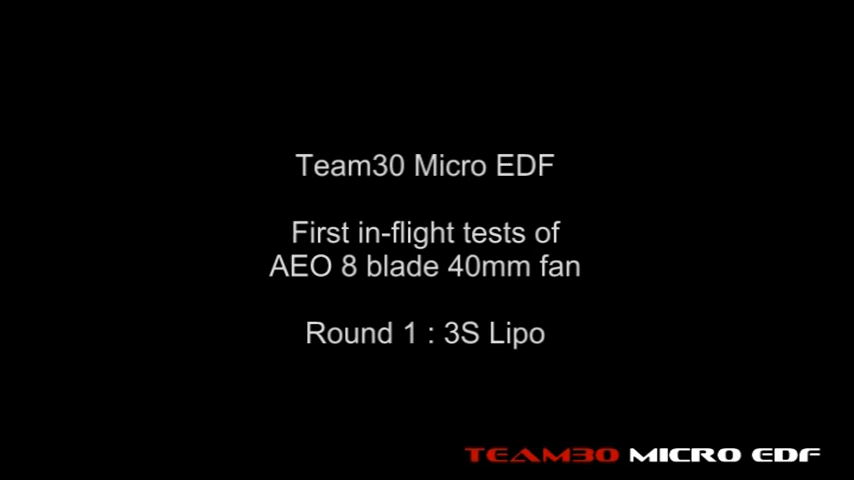 Team30 Micro EDF
First in-flight tests of
AEO 8 blade 40mm fan
Round 1 : 3S Lipo
TEAM30 MICRO EDF